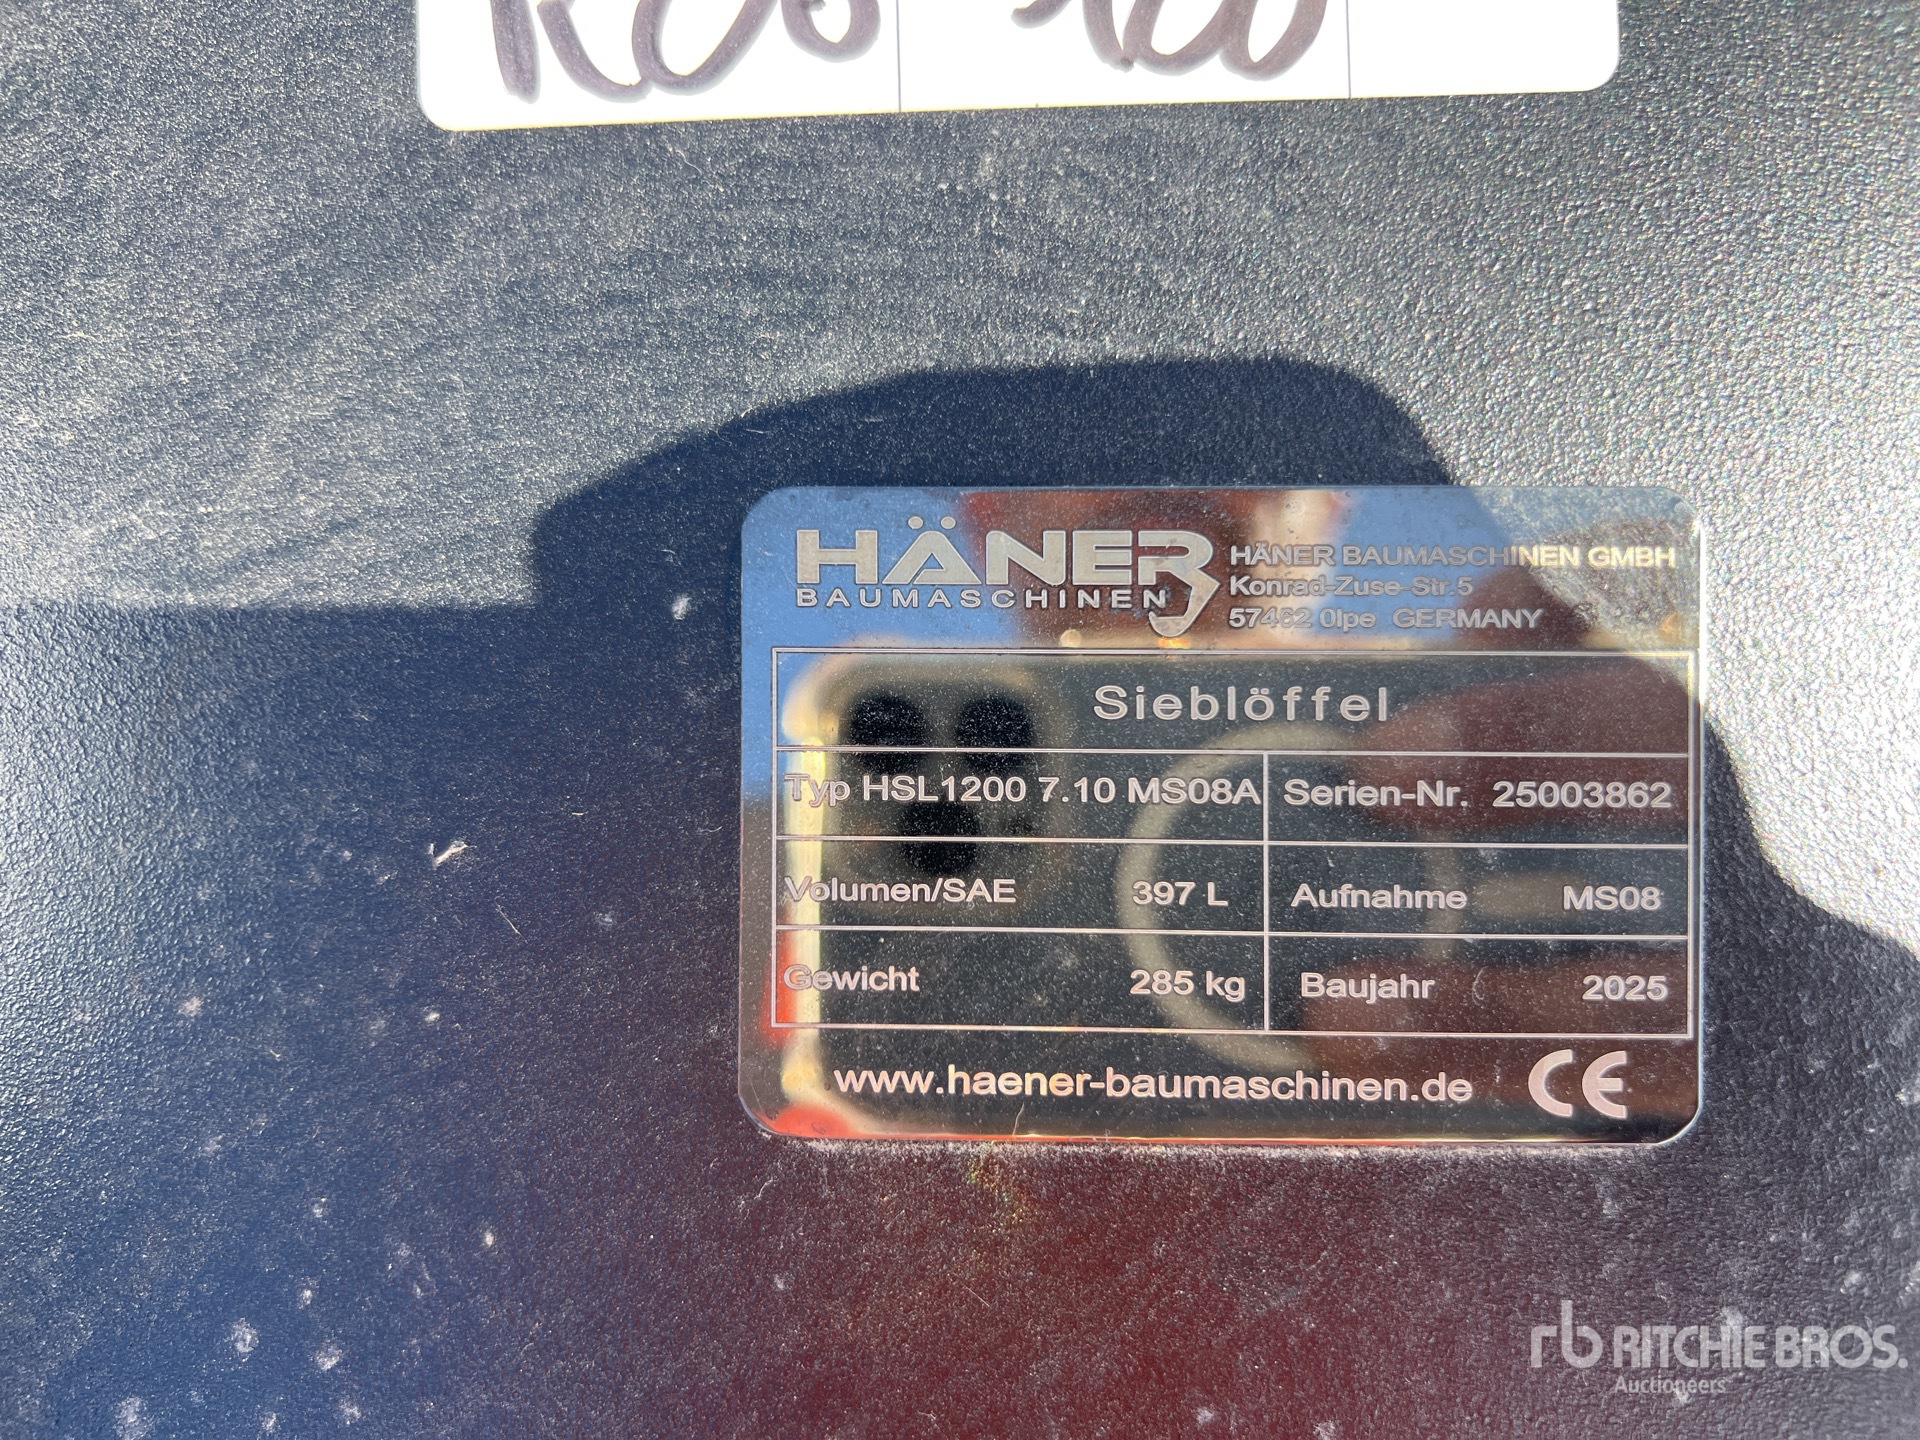 HÄNER
BAUMASCHINEN
HÄNER BAUMASCHINEN GMBH
Konrad-Zuse-Str.5
57462 Olpe GERMANY
Sieblöffel
Typ HSL1200 7.10 MS08A Serien-Nr. 25003862
Volumen/SAE 397 L Aufnahme MS08
Gewicht 285 kg Baujahr 2025
www.haener-baumaschinen.de CE
rb RITCHIE BROS.
Auctioneers